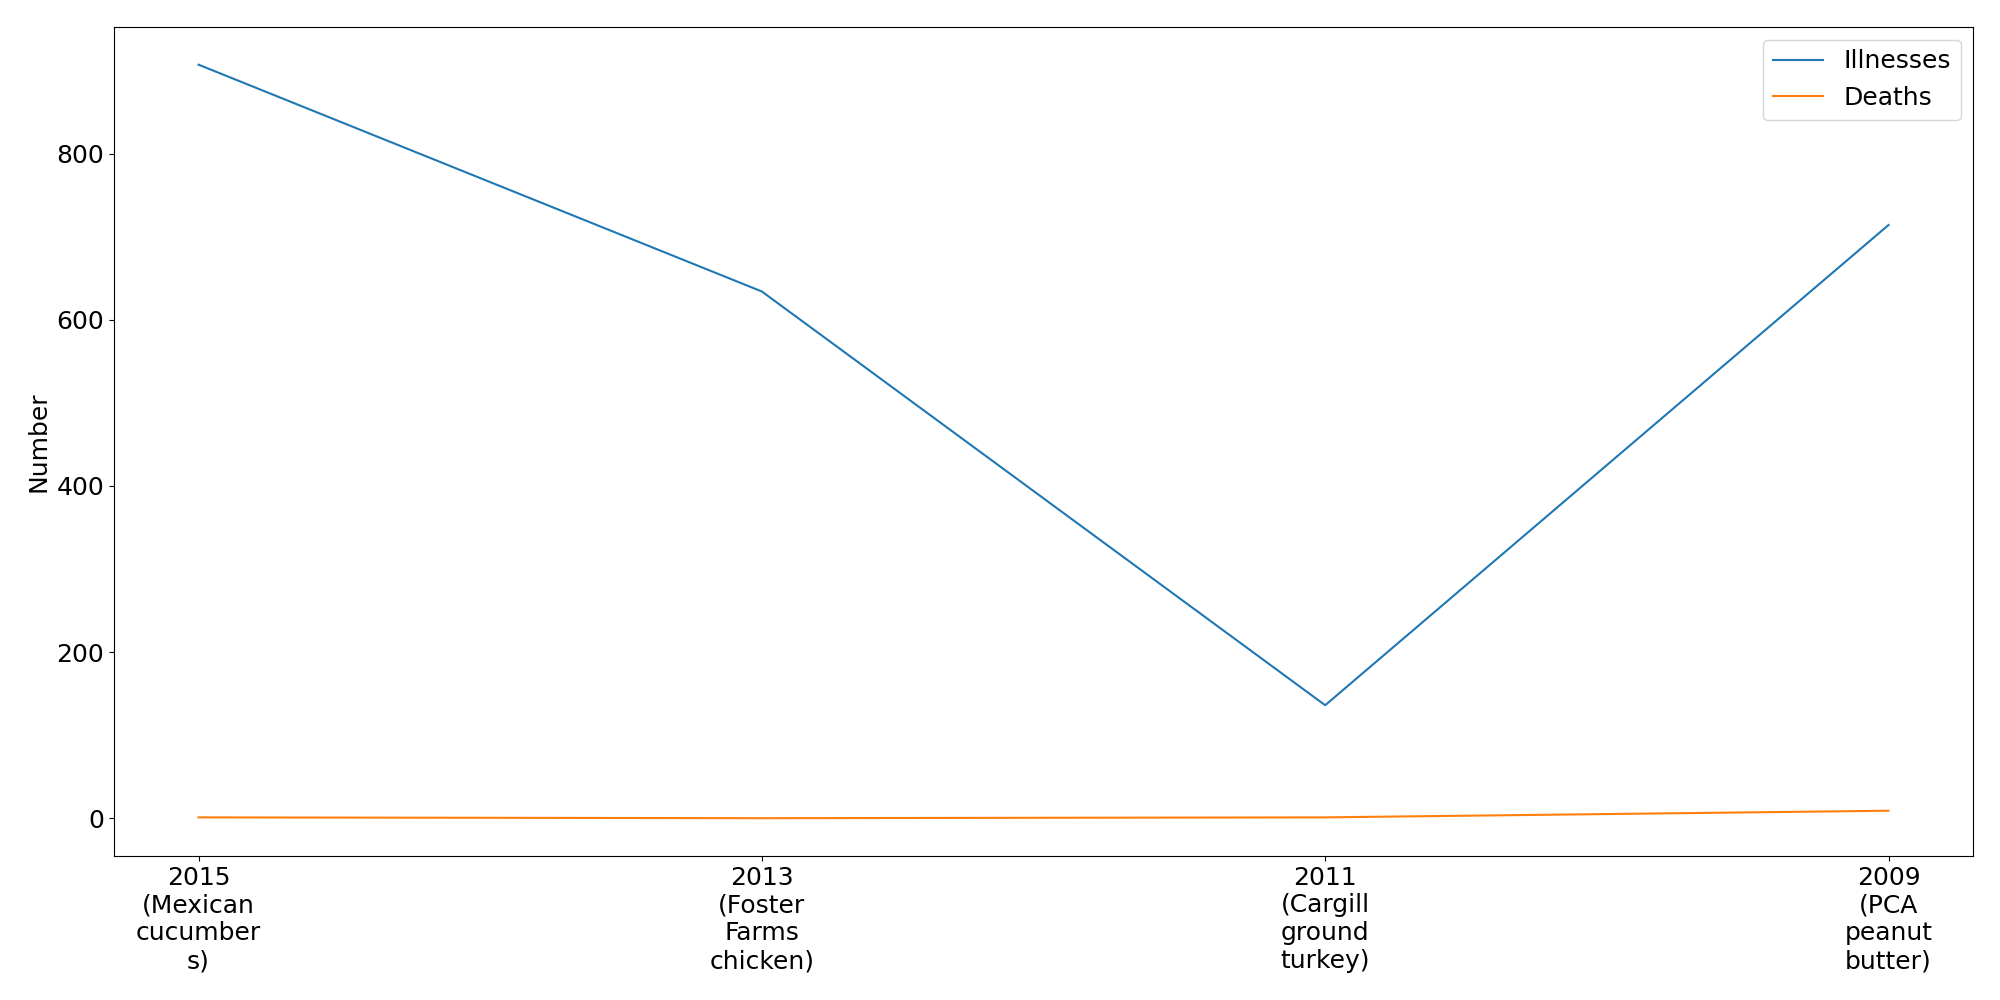 Illnesses
Deaths
800
600
400
200
0
Number
2015
(Mexican
cucumber
s)
2013
(Foster
Farms
chicken)
2011
(Cargill
ground
turkey)
2009
(PCA
peanut
butter)